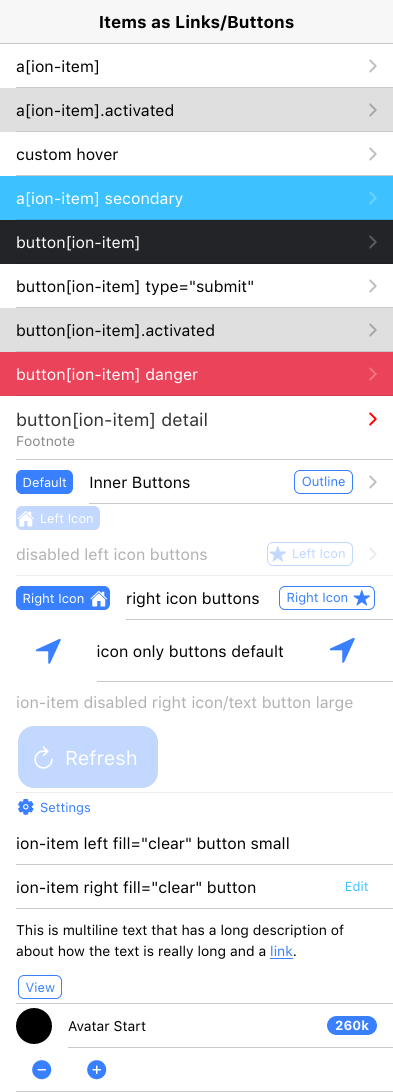 Items as Links/Buttons
a[ion-item]
a[ion-item].activated
custom hover
a[ion-item] secondary
button[ion-item]
button[ion-item] type="submit"
button[ion-item].activated
button[ion-item] danger
button[ion-item] detail
Footnote
Default Inner Buttons Outline
Left Icon
disabled left icon buttons Left Icon
Right Icon right icon buttons Right Icon
icon only buttons default
ion-item disabled right icon/text button large
Refresh
Settings
ion-item left fill="clear" button small
ion-item right fill="clear" button Edit
This is multiline text that has a long description of
about how the text is really long and a link.
View
Avatar Start 260k